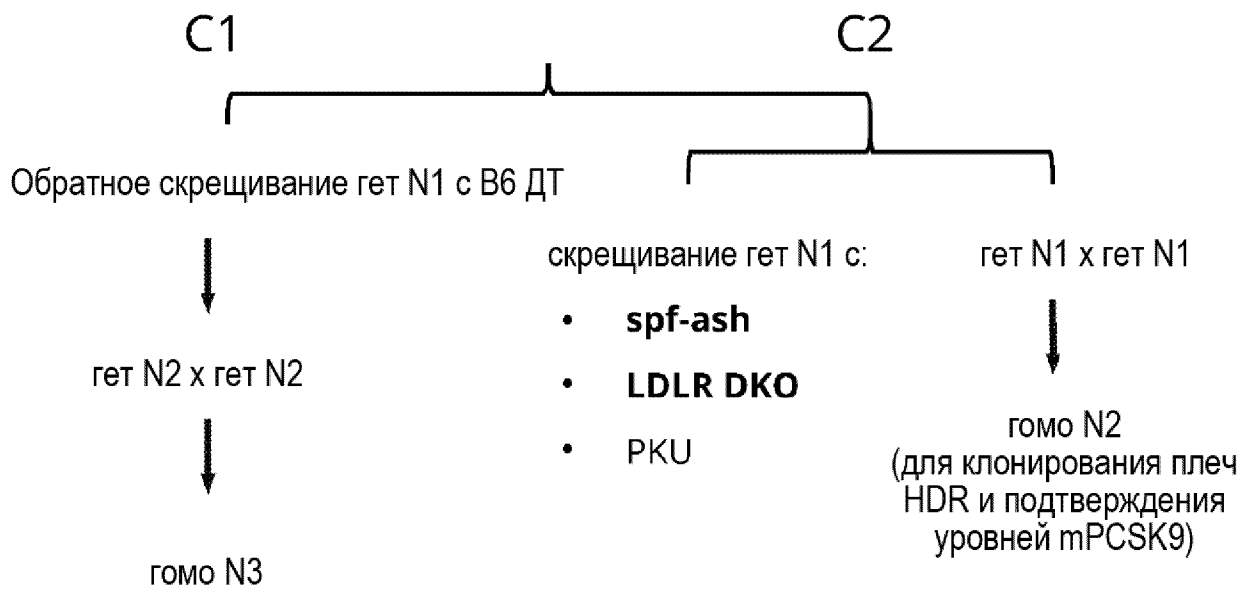 C1
C2
Обратное скрещивание гет N1 с В6 ДТ
гет N2 x гет N2
гомо N3
скрещивание гет N1 с:
• spf-ash
• LDLR DKO
• PKU
гет N1 x гет N1
гомо N2
(для клонирования плеч
HDR и подтверждения
уровней mPCSK9)